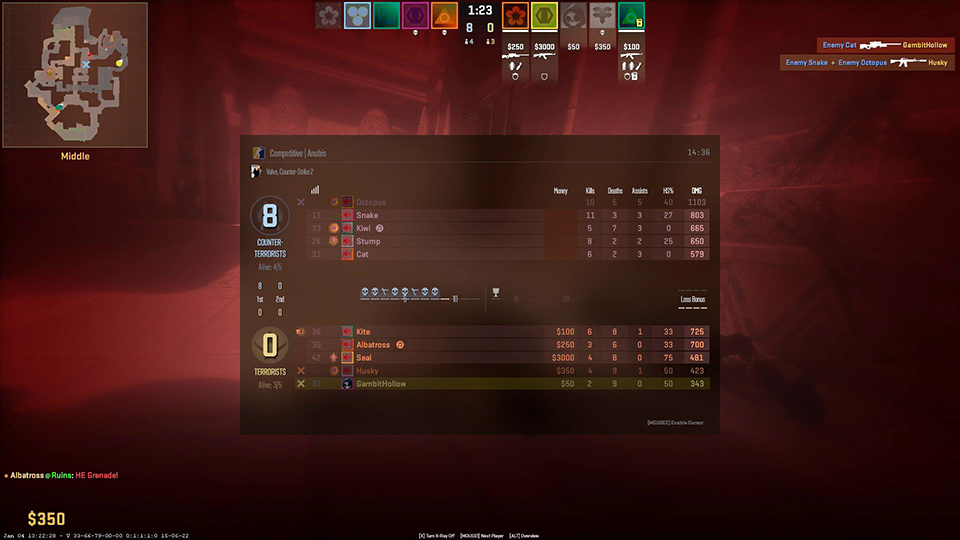 1:23
8 0
4 3
$250 $3000 $50 $350 $100
Enemy Cat GambitHollow
Enemy Snake + Enemy Octopus Husky
Middle
Competitive | Anubis 14:36
Valve, Counter-Strike 2
Money Kills Deaths Assists HS% DMG
8
COUNTER-
TERRORISTS
Alive: 4/5
Octopus 10 5 5 40 1103
11 Snake 11 3 3 27 803
33 Kiwi 5 7 3 0 665
Stump 8 2 2 25 650
31 Cat 6 2 3 0 579
8 0
1st 2nd
0 0
Loss Bonus
0
TERRORISTS
Alive: 3/5
36 Kite $100 6 8 1 33 725
30 Albatross $250 3 6 0 33 700
42 Seal $3000 4 8 0 75 481
Husky $350 4 9 1 50 423
33 GambitHollow $50 2 9 0 50 343
[MOUSE2] Enable Cursor
Albatross @ Ruins: HE Grenade!
$350
[X] Turn X-Ray Off [MOUSE1] Next Player [ALT] Overview